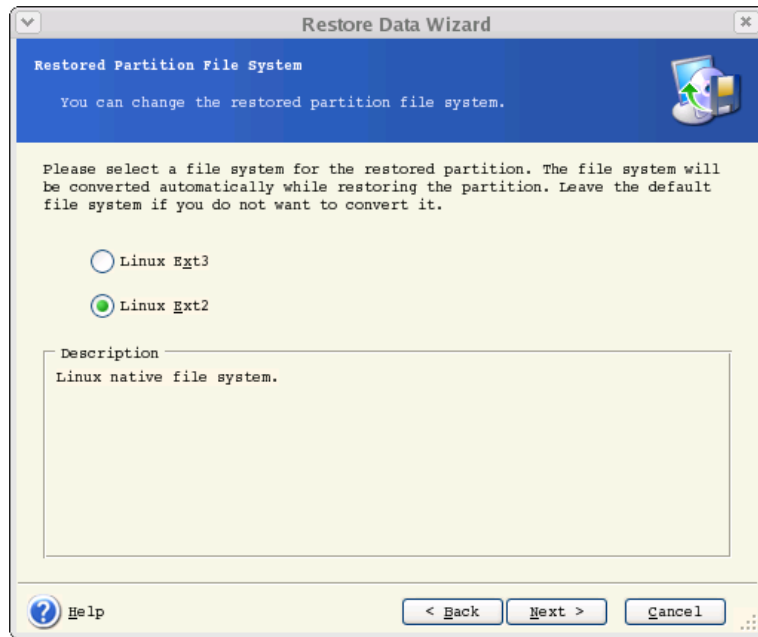 Restore Data Wizard
Restored Partition File System
You can change the restored partition file system.
Please select a file system for the restored partition. The file system will
be converted automatically while restoring the partition. Leave the default
file system if you do not want to convert it.
Linux Ext3
Linux Ext2
Description
Linux native file system.
Help
< Back
Next >
Cancel